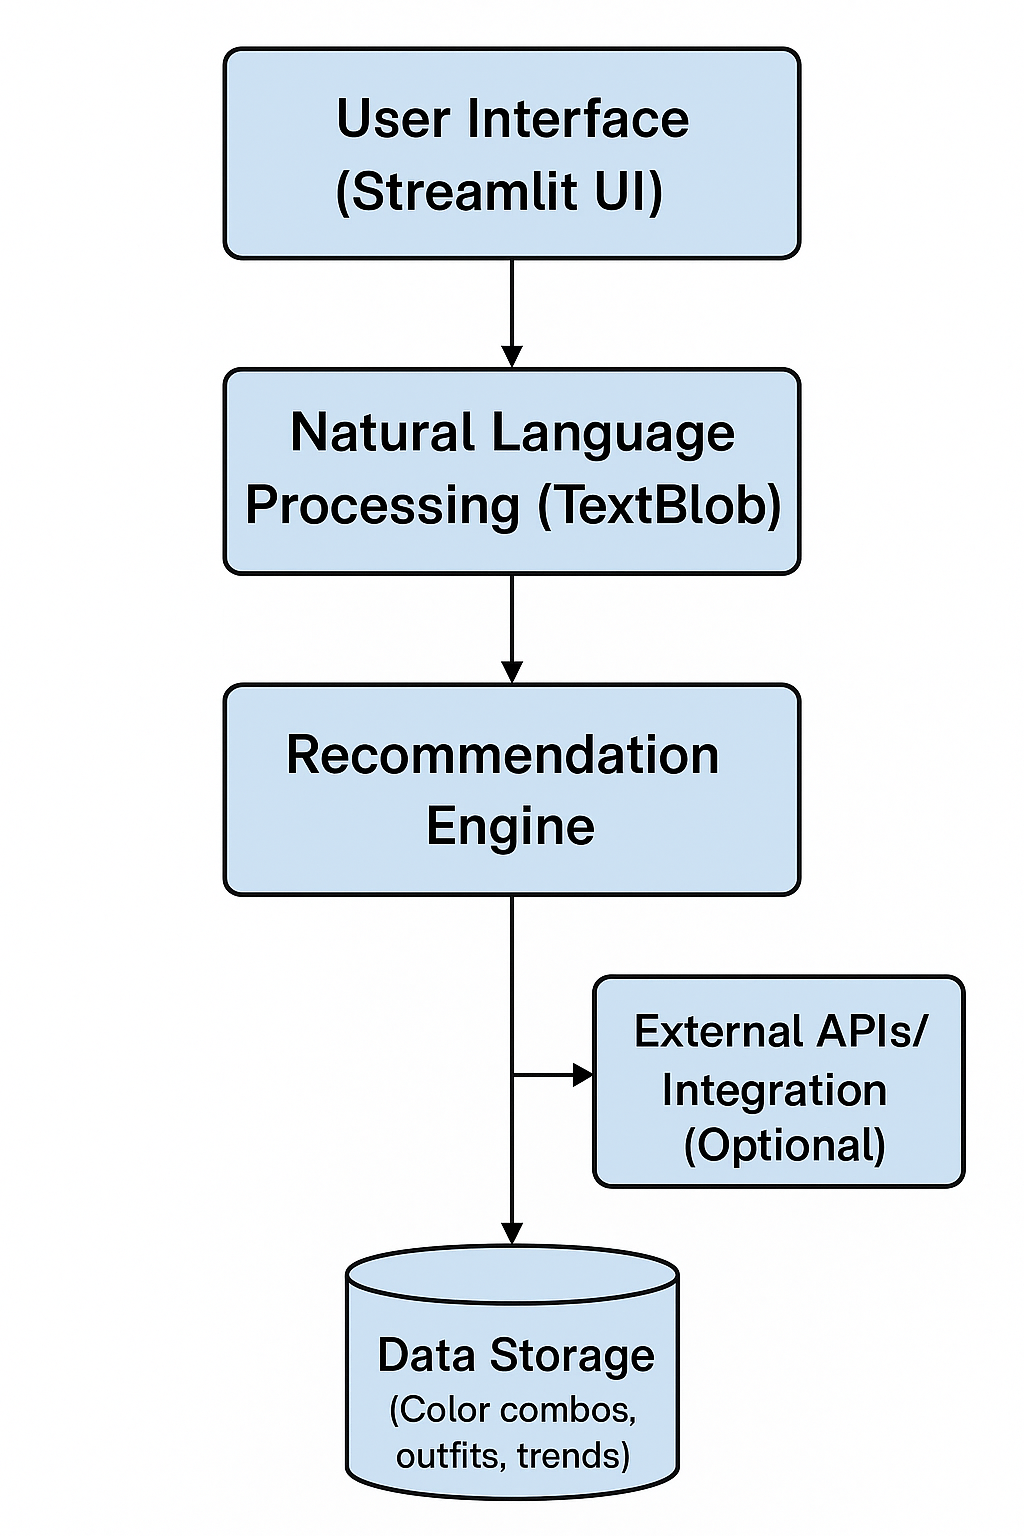 User Interface
(Streamlit UI)
Natural Language
Processing (TextBlob)
Recommendation
Engine
External APIs/
Integration
(Optional)
Data Storage
(Color combos,
outfits, trends)